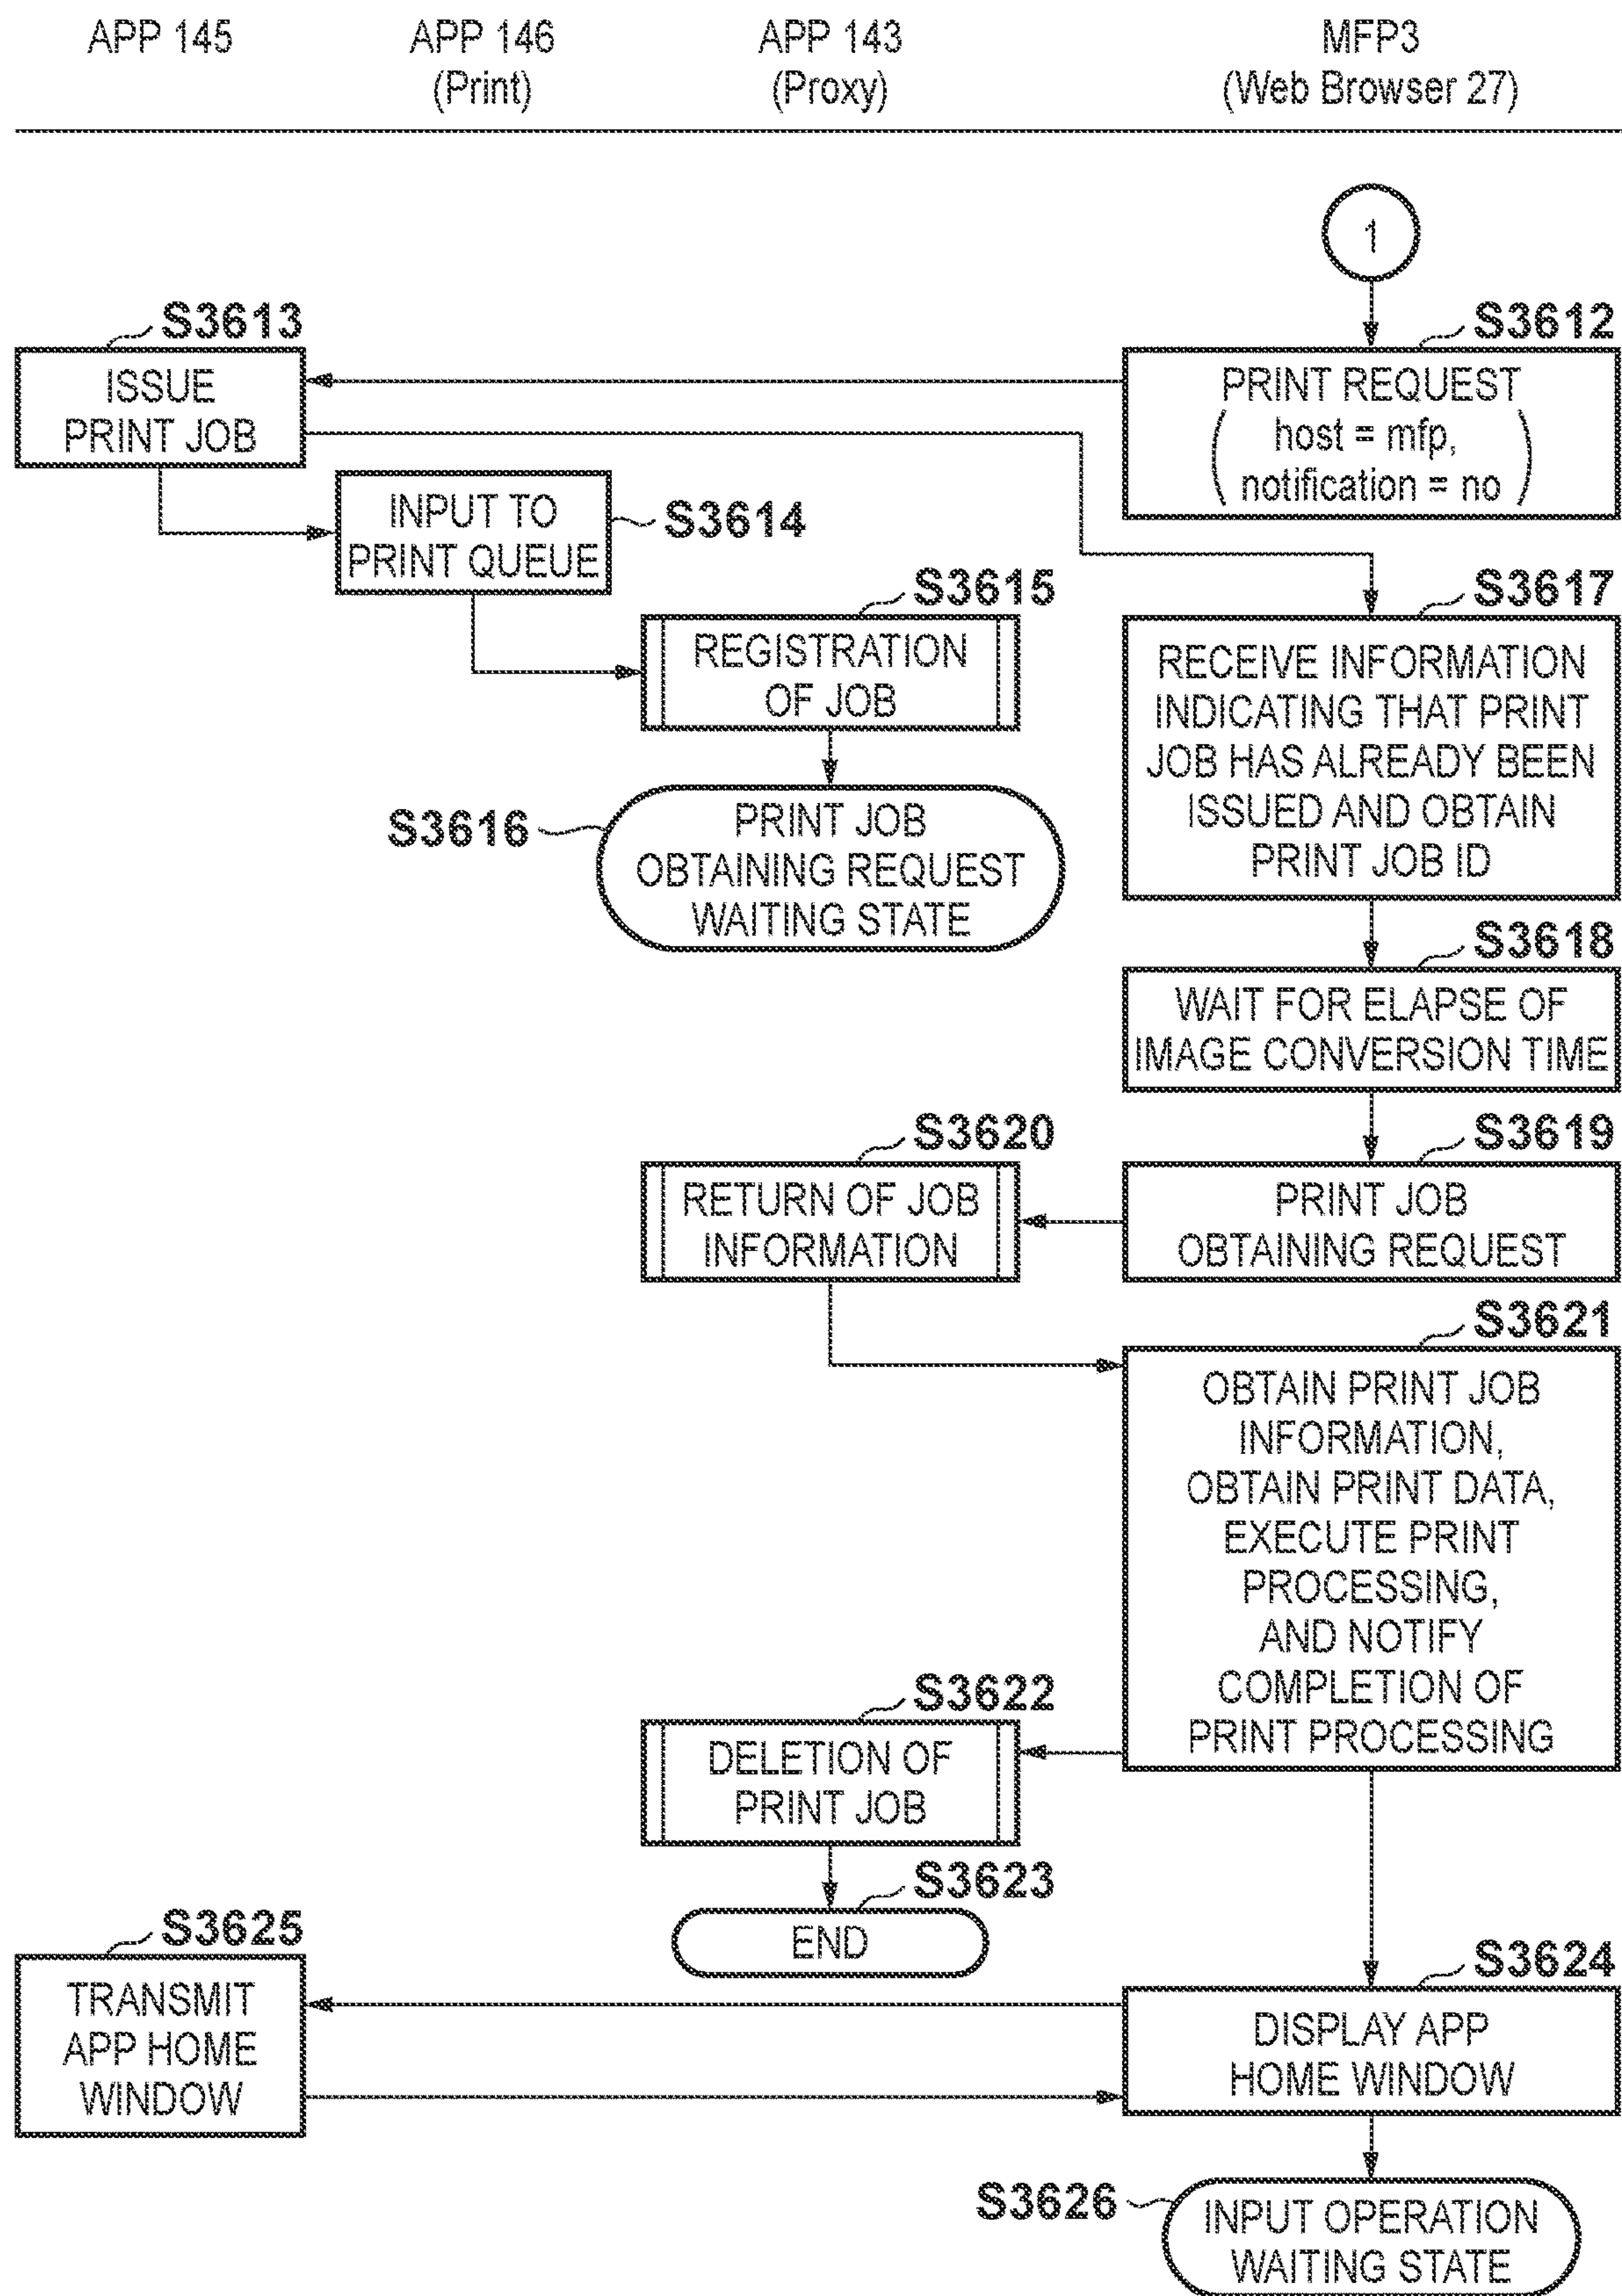 APP 145
APP 146
(Print)
APP 143
(Proxy)
MFP3
(Web Browser 27)
1
S3613
ISSUE
PRINT JOB
S3612
PRINT REQUEST
( host = mfp,
notification = no )
INPUT TO
PRINT QUEUE
S3614
S3615
REGISTRATION
OF JOB
S3616
PRINT JOB
OBTAINING REQUEST
WAITING STATE
S3617
RECEIVE INFORMATION
INDICATING THAT PRINT
JOB HAS ALREADY BEEN
ISSUED AND OBTAIN
PRINT JOB ID
S3618
WAIT FOR ELAPSE OF
IMAGE CONVERSION TIME
S3620
RETURN OF JOB
INFORMATION
S3619
PRINT JOB
OBTAINING REQUEST
S3621
OBTAIN PRINT JOB
INFORMATION,
OBTAIN PRINT DATA,
EXECUTE PRINT
PROCESSING,
AND NOTIFY
COMPLETION OF
PRINT PROCESSING
S3622
DELETION OF
PRINT JOB
S3623
END
S3625
TRANSMIT
APP HOME
WINDOW
S3624
DISPLAY APP
HOME WINDOW
S3626
INPUT OPERATION
WAITING STATE